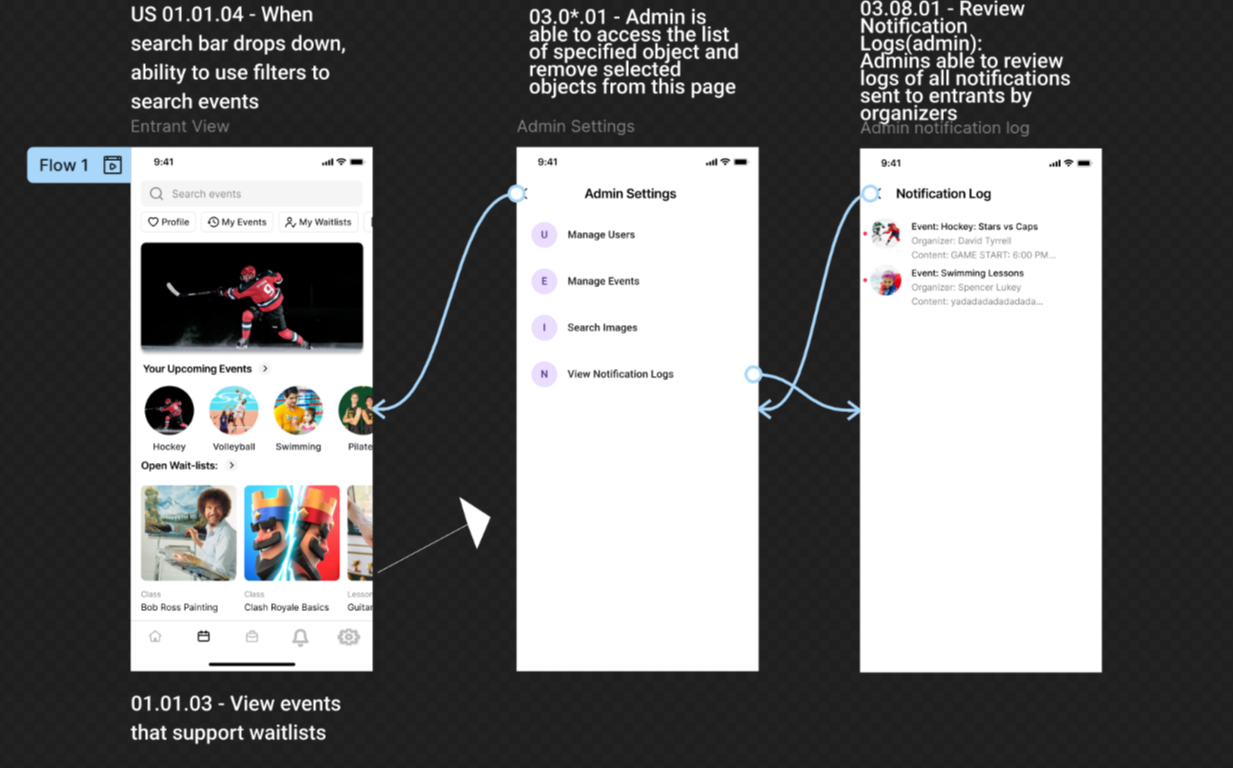 US 01.01.04 - When
search bar drops down,
ability to use filters to
search events
Entrant View
Flow 1
9:41
Search events
Profile
My Events
My Waitlists
9
Your Upcoming Events
Hockey
Volleyball
Swimming
Pilate
Open Wait-lists:
Class
Bob Ross Painting
Class
Clash Royale Basics
Lesson
Guitar
01.01.03 - View events
that support waitlists
03.0*.01 - Admin is
able to access the list
of specified object and
remove selected
objects from this page
Admin Settings
9:41
Admin Settings
U
Manage Users
E
Manage Events
I
Search Images
N
View Notification Logs
03.08.01 - Review
Notification
Logs(admin):
Admins able to review
logs of all notifications
sent to entrants by
organizers
Admin notification log
9:41
Notification Log
Event: Hockey: Stars vs Caps
Organizer: David Tyrrell
Content: GAME START: 6:00 PM...
Event: Swimming Lessons
Organizer: Spencer Lukey
Content: yadadadadadadada...